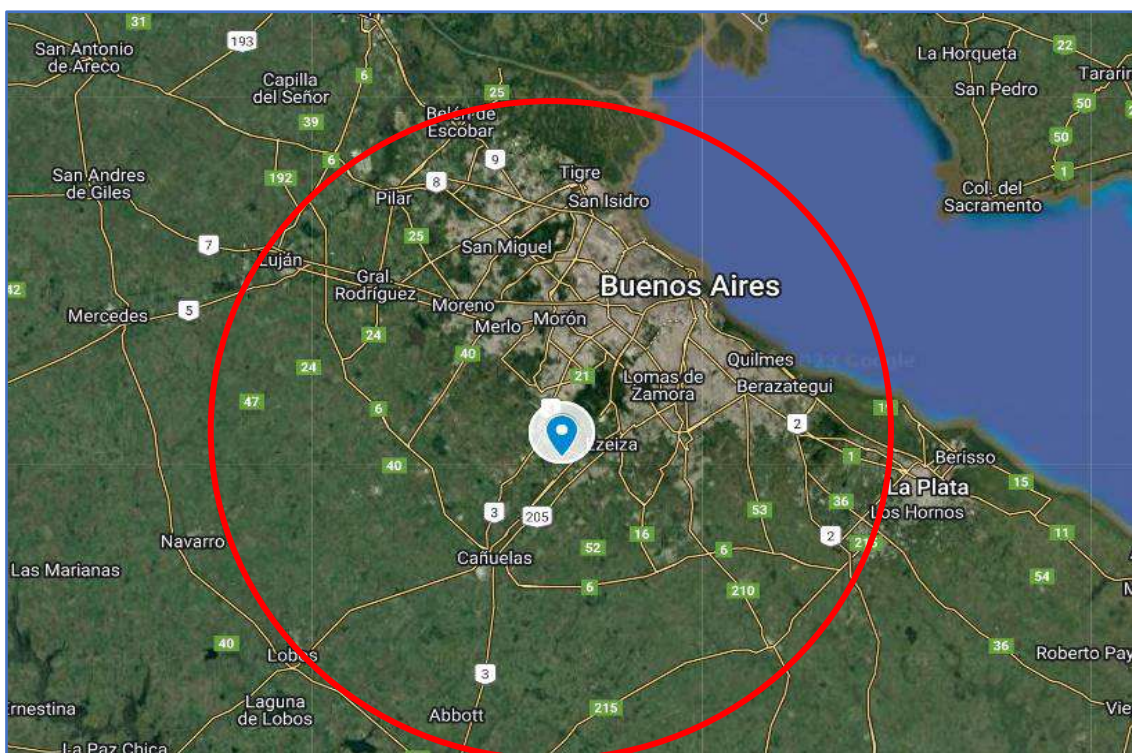 31
22
San Antonio
de Areco
193
La Horqueta
Capilla
del Señor
6
25
San Pedro
50
39
Belén de
Escobar
50
6
9
1
San Andres
de Giles
192
8
Tigre
Pilar
San Isidro
Col. del
Sacramento
25
7
San Miguel
Luján
Gral.
Rodríguez
Buenos Aires
42
5
Mercedes
Moreno
Merlo
Morón
24
40
Quilmes
24
21
Lomas de
Zamora
Berazategui
47
6
2
Berisso
40
1
La Plata
15
3
205
36
Los Hornos
53
Navarro
16
2
11
Las Marianas
Cañuelas
52
6
54
6
210
40
36
Lobos
Roberto Pay
3
Laguna
de Lobos
Abbott
215
La Paz Chica